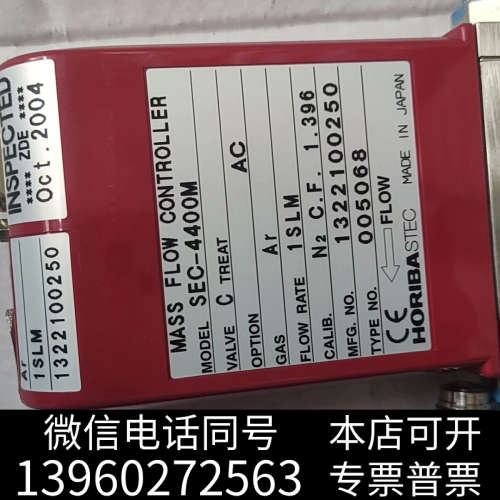 INSPECTED
**** ZDE ****
Oct. 2004
Ar
1SLM
1322100250
MASS FLOW CONTROLLER
MODEL SEC-4400M
VALVE C TREAT AC
OPTION
GAS Ar
FLOW RATE 1SLM
CALIB. N2 C.F. 1.396
MFG. NO. 1322100250
TYPE NO. 005068
FLOW
CE HORIBASTEC MADE IN JAPAN
微信电话同号
13960272563
本店可开
专票普票